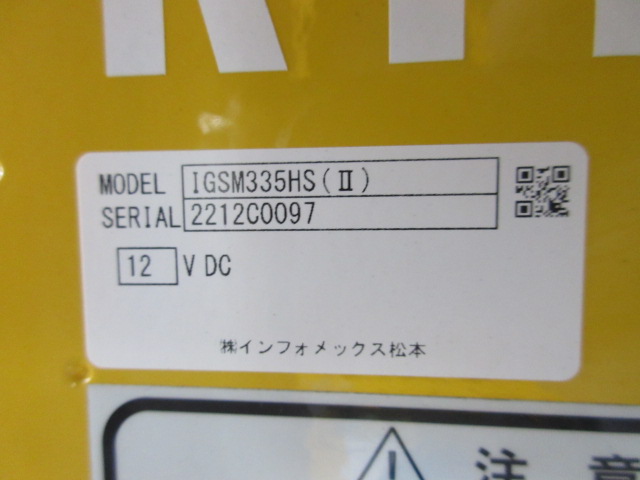 MODEL IGSM335HS(Ⅱ)
SERIAL 2212C0097
12 V DC
㈱インフォメックス松本
注意